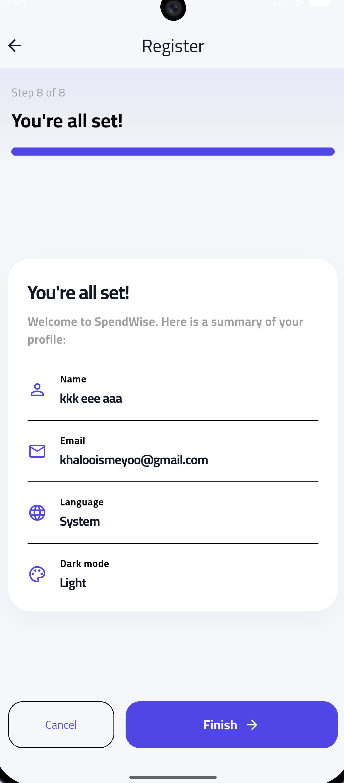 Register
Step 8 of 8
You're all set!
You're all set!
Welcome to SpendWise. Here is a summary of your
profile:
Name
kkk eee aaa
Email
khalooismeyoo@gmail.com
Language
System
Dark mode
Light
Cancel
Finish